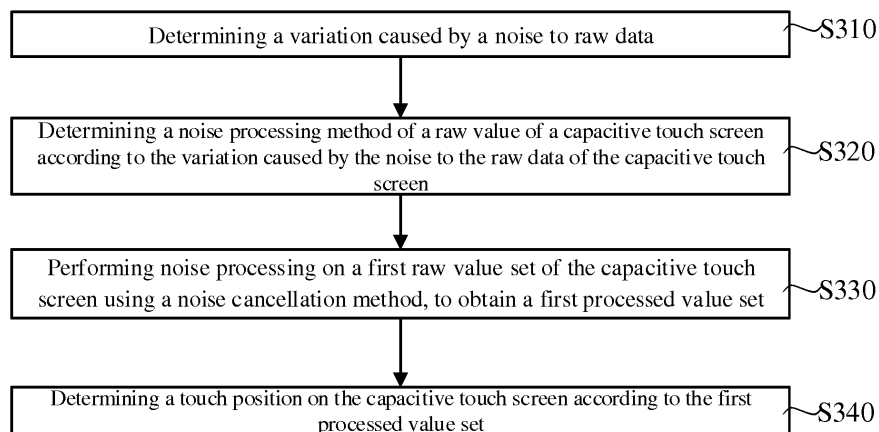 Determining a variation caused by a noise to raw data
S310
Determining a noise processing method of a raw value of a capacitive touch screen
according to the variation caused by the noise to the raw data of the capacitive touch
screen
S320
Performing noise processing on a first raw value set of the capacitive touch
screen using a noise cancellation method, to obtain a first processed value set
S330
Determining a touch position on the capacitive touch screen according to the first
processed value set
S340